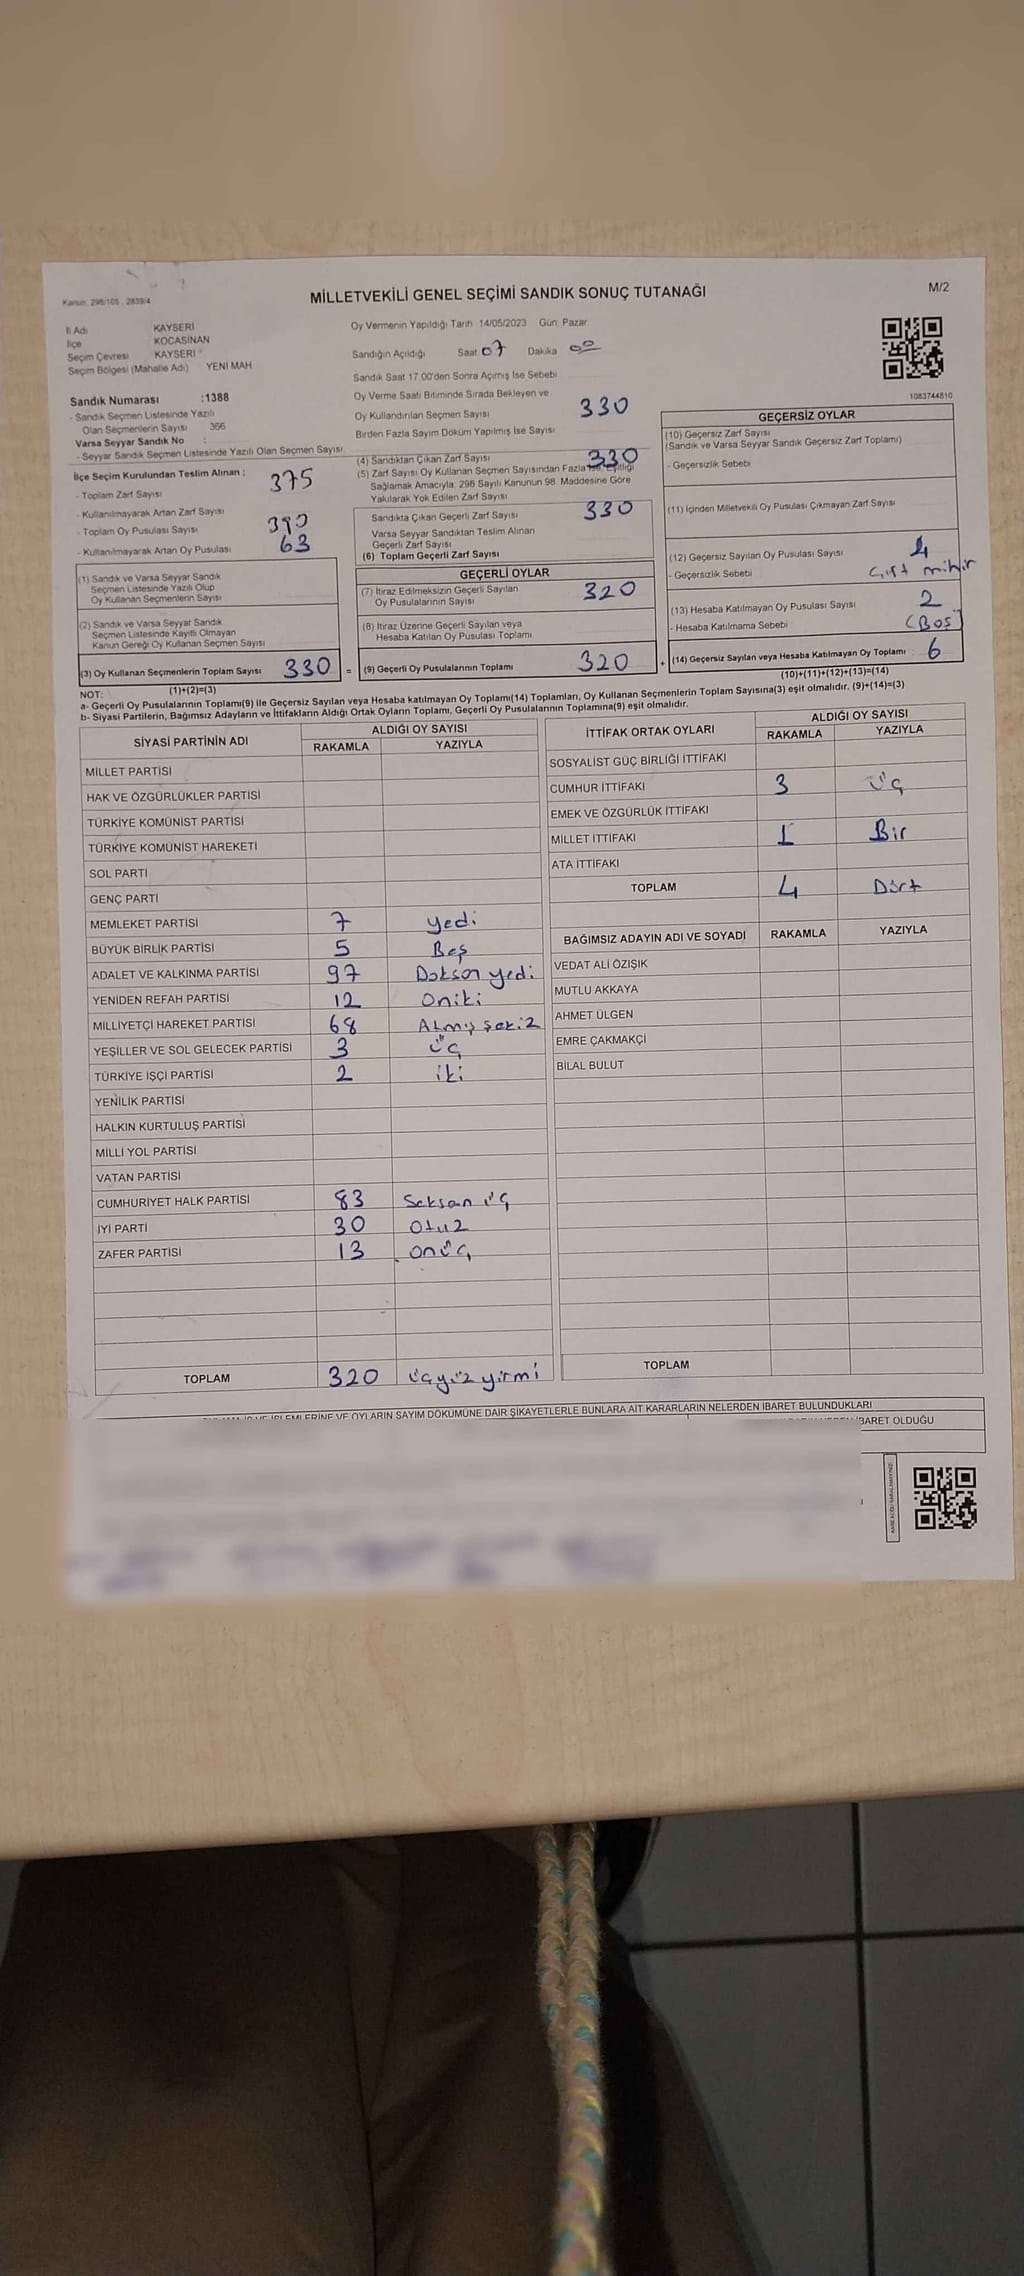 Kanun: 298/105 , 2839/4
MİLLETVEKİLİ GENEL SEÇİMİ SANDIK SONUÇ TUTANAĞI
M/2
İl Adı KAYSERİ
İlçe KOCASİNAN
Seçim Çevresi KAYSERİ
Seçim Bölgesi (Mahalle Adı) YENİ MAH
Sandık Numarası :1388
- Sandık Seçmen Listesinde Yazılı
Olan Seçmenlerin Sayısı 366
Varsa Seyyar Sandık No :
- Seyyar Sandık Seçmen Listesinde Yazılı Olan Seçmen Sayısı
İlçe Seçim Kurulundan Teslim Alınan :
- Toplam Zarf Sayısı 375
- Kullanılmayarak Artan Zarf Sayısı
- Toplam Oy Pusulası Sayısı 390
- Kullanılmayarak Artan Oy Pusulası 63
(1) Sandık ve Varsa Seyyar Sandık
Seçmen Listesinde Yazılı Olup
Oy Kullanan Seçmenlerin Sayısı
(2) Sandık ve Varsa Seyyar Sandık
Seçmen Listesinde Kayıtlı Olmayan
Kanun Gereği Oy Kullanan Seçmen Sayısı
(3) Oy Kullanan Seçmenlerin Toplam Sayısı 330 =
(1)+(2)=(3)
Oy Vermenin Yapıldığı Tarih 14/05/2023 Gün: Pazar
Sandığın Açıldığı Saat 07 Dakika 00
Sandık Saat 17.00'den Sonra Açılmış İse Sebebi
Oy Verme Saati Bitiminde Sırada Bekleyen ve
Oy Kullandırılan Seçmen Sayısı 330
Birden Fazla Sayım Döküm Yapılmış İse Sayısı
(4) Sandıktan Çıkan Zarf Sayısı 330
(5) Zarf Sayısı Oy Kullanan Seçmen Sayısından Fazla İse, Eşitliği
Sağlamak Amacıyla; 298 Sayılı Kanunun 98. Maddesine Göre
Yakılarak Yok Edilen Zarf Sayısı
Sandıkta Çıkan Geçerli Zarf Sayısı 330
Varsa Seyyar Sandıktan Teslim Alınan
Geçerli Zarf Sayısı
(6) Toplam Geçerli Zarf Sayısı
GEÇERLİ OYLAR
(7) İtiraz Edilmeksizin Geçerli Sayılan
Oy Pusulalarının Sayısı 320
(8) İtiraz Üzerine Geçerli Sayılan veya
Hesaba Katılan Oy Pusulası Toplamı
(9) Geçerli Oy Pusulalarının Toplamı 320 +
1083744810
GEÇERSİZ OYLAR
(10) Geçersiz Zarf Sayısı
(Sandık ve Varsa Seyyar Sandık Geçersiz Zarf Toplamı)
- Geçersizlik Sebebi
(11) İçinden Milletvekili Oy Pusulası Çıkmayan Zarf Sayısı
(12) Geçersiz Sayılan Oy Pusulası Sayısı 4
- Geçersizlik Sebebi Çift mühür
(13) Hesaba Katılmayan Oy Pusulası Sayısı 2
- Hesaba Katılmama Sebebi (Boş)
(14) Geçersiz Sayılan veya Hesaba Katılmayan Oy Toplamı : 6
(10)+(11)+(12)+(13)=(14)
NOT:
a- Geçerli Oy Pusulalarının Toplamı(9) ile Geçersiz Sayılan veya Hesaba katılmayan Oy Toplamı(14) Toplamları, Oy Kullanan Seçmenlerin Toplam Sayısına(3) eşit olmalıdır. (9)+(14)=(3)
b- Siyasi Partilerin, Bağımsız Adayların ve İttifakların Aldığı Ortak Oyların Toplamı, Geçerli Oy Pusulalarının Toplamına(9) eşit olmalıdır.
SİYASİ PARTİNİN ADI ALDIĞI OY SAYISI
RAKAMLA YAZIYLA
MİLLET PARTİSİ
HAK VE ÖZGÜRLÜKLER PARTİSİ
TÜRKİYE KOMÜNİST PARTİSİ
TÜRKİYE KOMÜNİST HAREKETİ
SOL PARTİ
GENÇ PARTİ
MEMLEKET PARTİSİ 7 yedi
BÜYÜK BİRLİK PARTİSİ 5 Beş
ADALET VE KALKINMA PARTİSİ 97 Doksan yedi
YENİDEN REFAH PARTİSİ 12 Oniki
MİLLİYETÇİ HAREKET PARTİSİ 68 Atmış sekiz
YEŞİLLER VE SOL GELECEK PARTİSİ 3 üç
TÜRKİYE İŞÇİ PARTİSİ 2 iki
YENİLİK PARTİSİ
HALKIN KURTULUŞ PARTİSİ
MİLLİ YOL PARTİSİ
VATAN PARTİSİ
CUMHURİYET HALK PARTİSİ 83 Seksan üç
İYİ PARTİ 30 Otuz
ZAFER PARTİSİ 13 onüç
TOPLAM 320 üçyüz yirmi
İTTİFAK ORTAK OYLARI ALDIĞI OY SAYISI
RAKAMLA YAZIYLA
SOSYALİST GÜÇ BİRLİĞİ İTTİFAKI
CUMHUR İTTİFAKI 3 üç
EMEK VE ÖZGÜRLÜK İTTİFAKI
MİLLET İTTİFAKI 1 Bir
ATA İTTİFAKI
TOPLAM 4 Dört
BAĞIMSIZ ADAYIN ADI VE SOYADI RAKAMLA YAZIYLA
VEDAT ALİ ÖZIŞIK
MUTLU AKKAYA
AHMET ÜLGEN
EMRE ÇAKMAKÇİ
BİLAL BULUT
TOPLAM
İŞLEMLERİNE VE OYLARIN SAYIM DÖKÜMÜNE DAİR ŞİKAYETLERLE BUNLARA AİT KARARLARIN NELERDEN İBARET BULUNDUKLARI
İBARET OLDUĞU